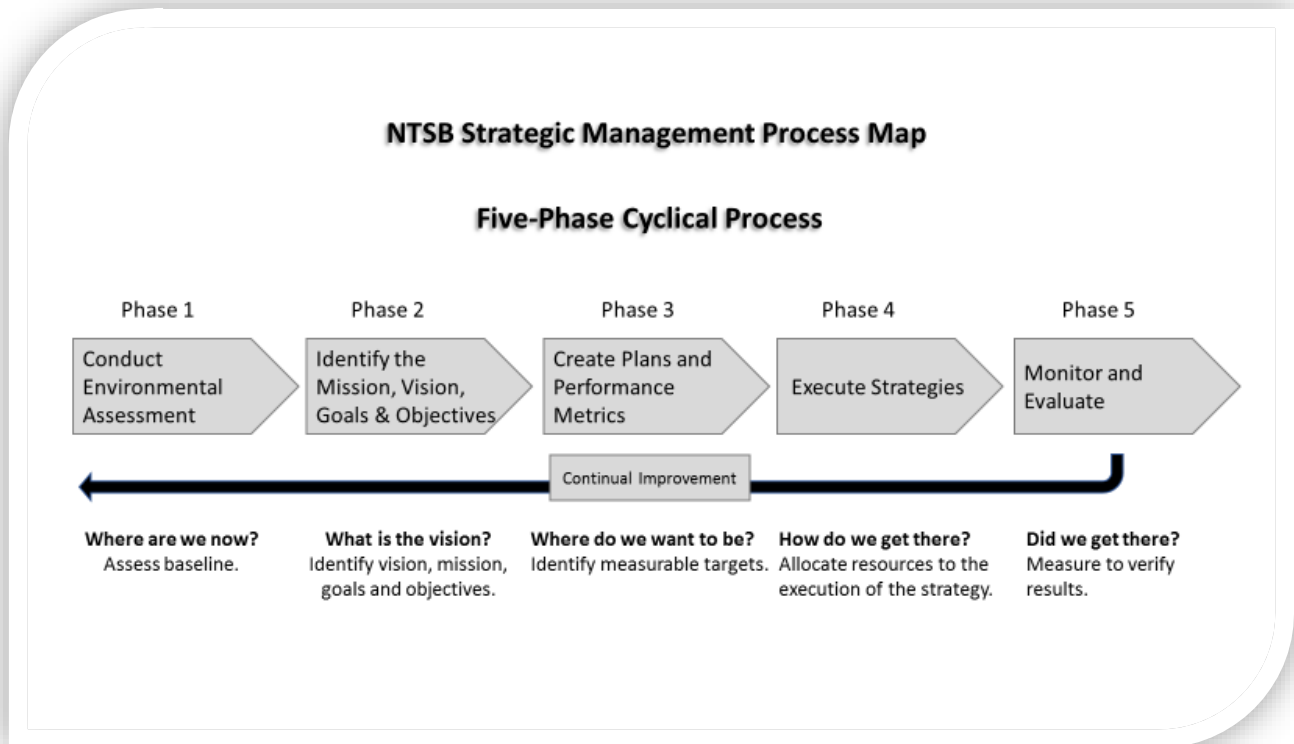 NTSB Strategic Management Process Map
Five-Phase Cyclical Process
Phase 1
Conduct
Environmental
Assessment
Phase 2
Identify the
Mission, Vision,
Goals & Objectives
Phase 3
Create Plans and
Performance
Metrics
Phase 4
Execute Strategies
Phase 5
Monitor and
Evaluate
Continual Improvement
Where are we now?
Assess baseline.
What is the vision?
Identify vision, mission,
goals and objectives.
Where do we want to be?
Identify measurable targets.
How do we get there?
Allocate resources to the
execution of the strategy.
Did we get there?
Measure to verify
results.